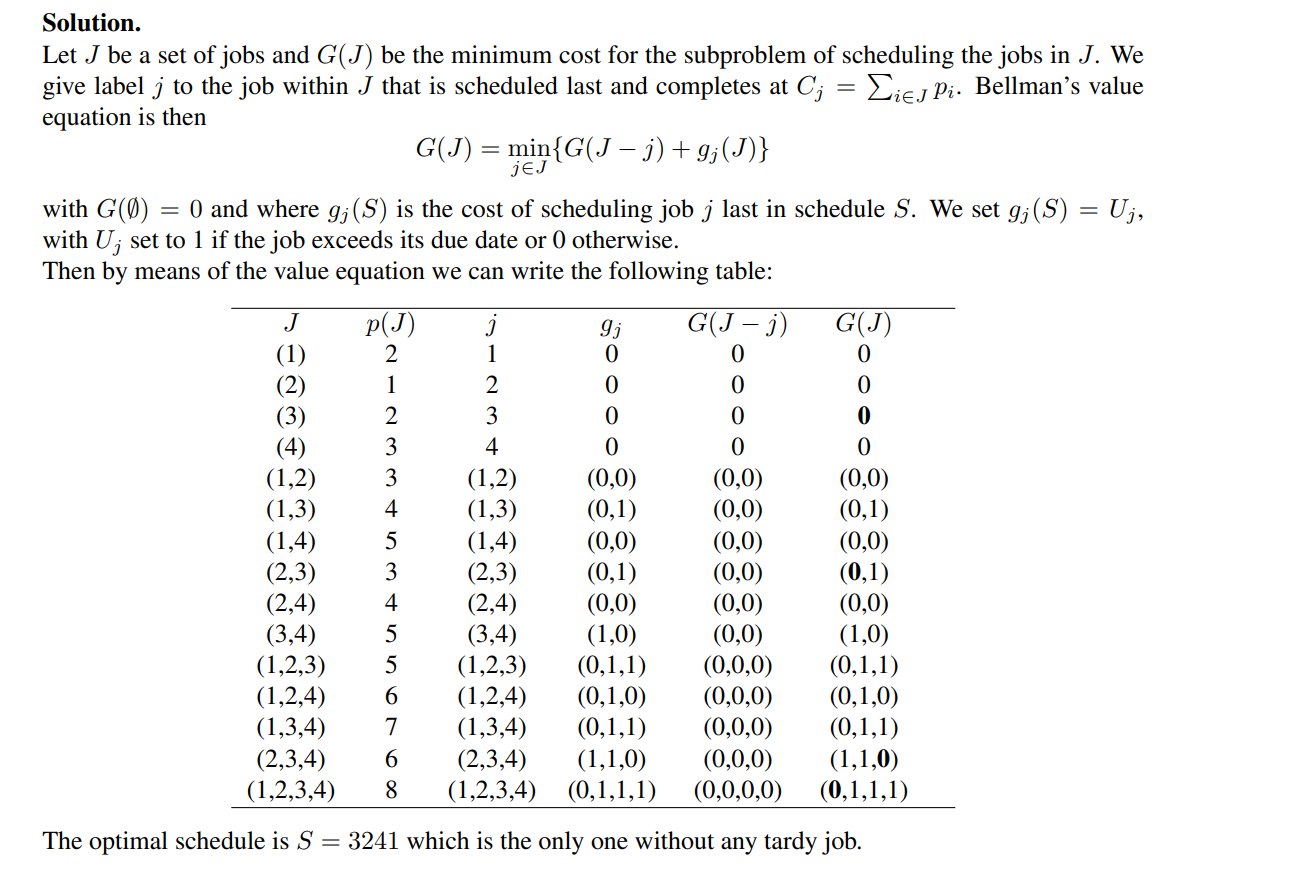 Solution.
Let J be a set of jobs and G(J) be the minimum cost for the subproblem of scheduling the jobs in J. We
give label j to the job within J that is scheduled last and completes at C_j = ∑_{i∈J} p_i. Bellman's value
equation is then
G(J) = min_{j∈J}{G(J − j) + g_j(J)}
with G(∅) = 0 and where g_j(S) is the cost of scheduling job j last in schedule S. We set g_j(S) = U_j,
with U_j set to 1 if the job exceeds its due date or 0 otherwise.
Then by means of the value equation we can write the following table:
J p(J) j g_j G(J − j) G(J)
(1) 2 1 0 0 0
(2) 1 2 0 0 0
(3) 2 3 0 0 0
(4) 3 4 0 0 0
(1,2) 3 (1,2) (0,0) (0,0) (0,0)
(1,3) 4 (1,3) (0,1) (0,0) (0,1)
(1,4) 5 (1,4) (0,0) (0,0) (0,0)
(2,3) 3 (2,3) (0,1) (0,0) (0,1)
(2,4) 4 (2,4) (0,0) (0,0) (0,0)
(3,4) 5 (3,4) (1,0) (0,0) (1,0)
(1,2,3) 5 (1,2,3) (0,1,1) (0,0,0) (0,1,1)
(1,2,4) 6 (1,2,4) (0,1,0) (0,0,0) (0,1,0)
(1,3,4) 7 (1,3,4) (0,1,1) (0,0,0) (0,1,1)
(2,3,4) 6 (2,3,4) (1,1,0) (0,0,0) (1,1,0)
(1,2,3,4) 8 (1,2,3,4) (0,1,1,1) (0,0,0,0) (0,1,1,1)
The optimal schedule is S = 3241 which is the only one without any tardy job.